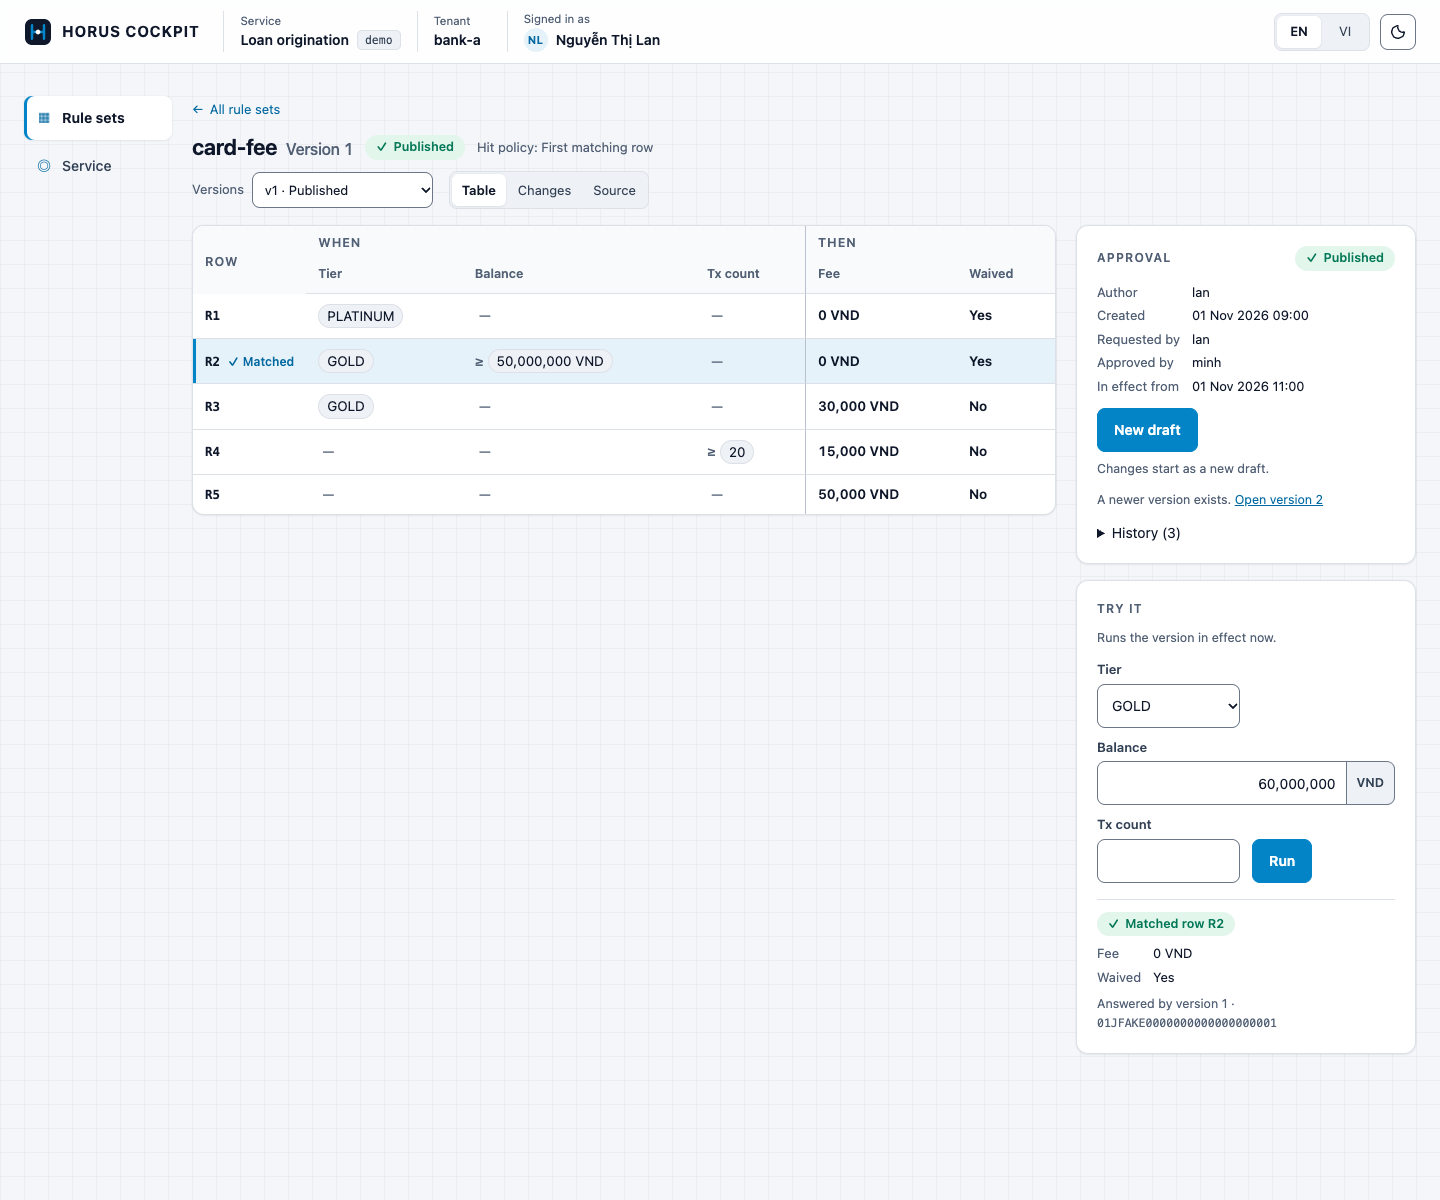 HORUS COCKPIT
Service
Loan origination demo
Tenant
bank-a
Signed in as
NL Nguyễn Thị Lan
EN VI
Rule sets
Service
← All rule sets
card-fee Version 1 ✓ Published Hit policy: First matching row
Versions v1 · Published Table Changes Source
ROW WHEN THEN
Tier Balance Tx count Fee Waived
R1 PLATINUM — — 0 VND Yes
R2 ✓ Matched GOLD ≥ 50,000,000 VND — 0 VND Yes
R3 GOLD — — 30,000 VND No
R4 — — ≥ 20 15,000 VND No
R5 — — — 50,000 VND No
APPROVAL ✓ Published
Author lan
Created 01 Nov 2026 09:00
Requested by lan
Approved by minh
In effect from 01 Nov 2026 11:00
New draft
Changes start as a new draft.
A newer version exists. Open version 2
▶ History (3)
TRY IT
Runs the version in effect now.
Tier
GOLD
Balance
60,000,000 VND
Tx count
Run
✓ Matched row R2
Fee 0 VND
Waived Yes
Answered by version 1 ·
01JFAKE0000000000000000001